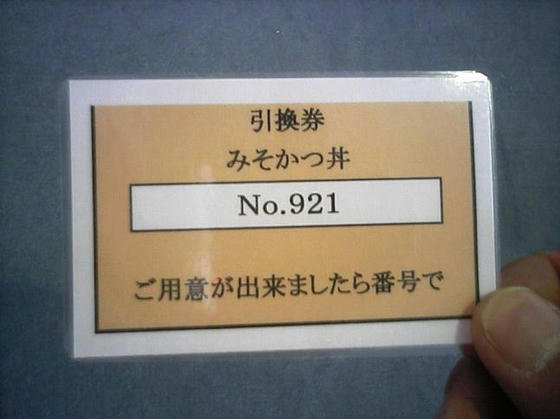 引換券
みそかつ丼
No.921
ご用意が出来ましたら番号で